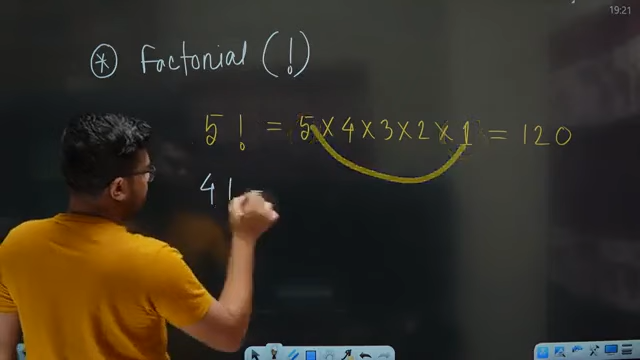 19:21
* Factorial (!)
5! = 5×4×3×2×1 = 120
4! =